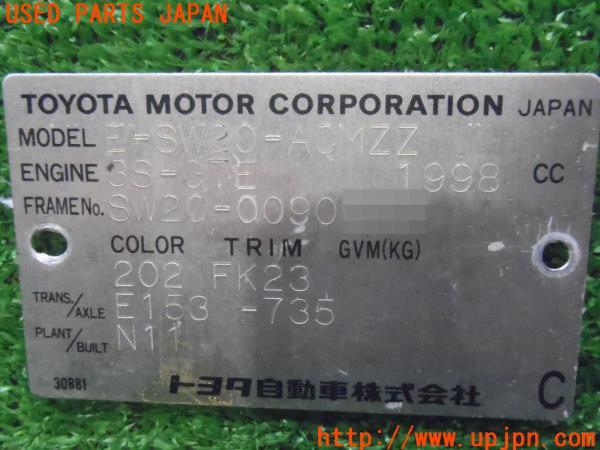 USED PARTS JAPAN
TOYOTA MOTOR CORPORATION JAPAN
MODEL E-SW20-ACMZZ
ENGINE 3S-GTE 1998 CC
FRAME No. SW20-0090
COLOR TRIM GVM(KG)
202 FK23
TRANS./AXLE E153 -735
PLANT/BUILT N11
30881 トヨタ自動車株式会社 C
http://www.upjpn.com/